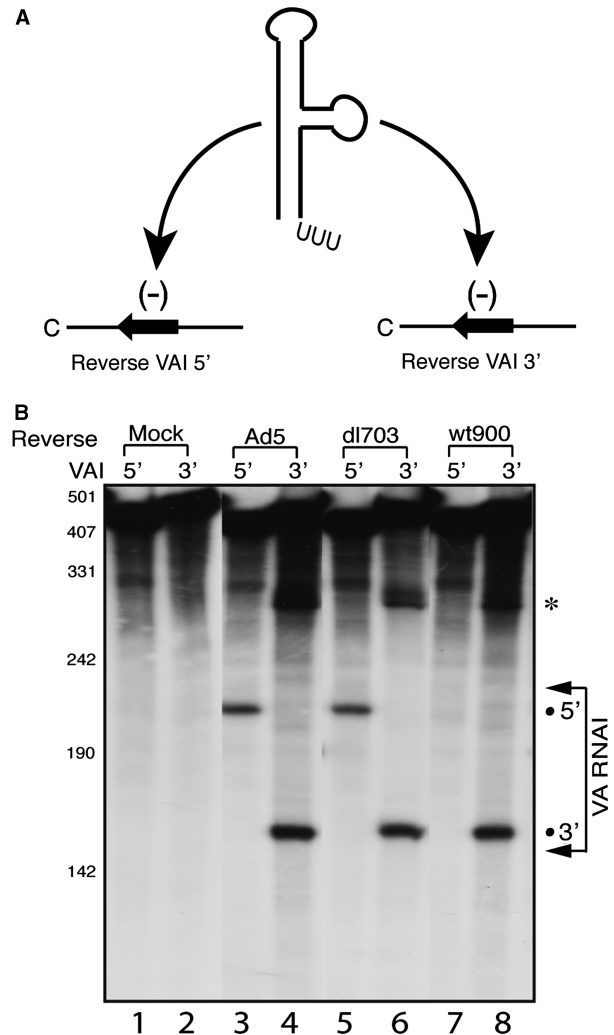 A
UUU
(-) (-)
C C
Reverse VAI 5’ Reverse VAI 3’
B
Reverse Mock Ad5 dl703 wt900
VAI 5’ 3’ 5’ 3’ 5’ 3’ 5’ 3’
501
407
331
*
242
• 5’
190
VA RNAI
• 3’
142
1 2 3 4 5 6 7 8